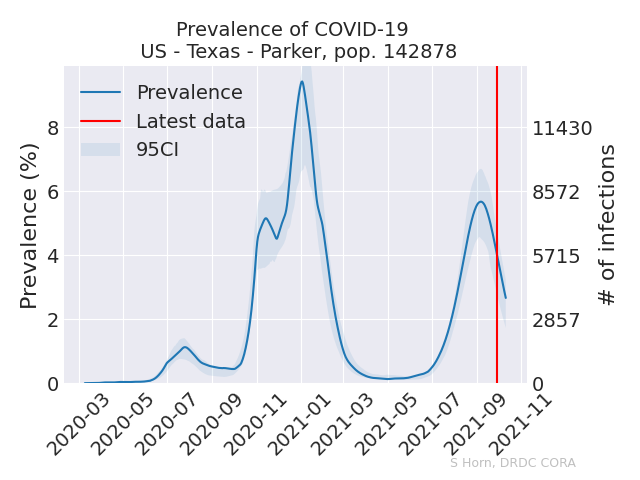 Prevalence of COVID-19
US - Texas - Parker, pop. 142878
Prevalence
Latest data
95CI
Prevalence (%)
8
6
4
2
0
# of infections
11430
8572
5715
2857
0
2020-03
2020-05
2020-07
2020-09
2020-11
2021-01
2021-03
2021-05
2021-07
2021-09
2021-11
S Horn, DRDC CORA